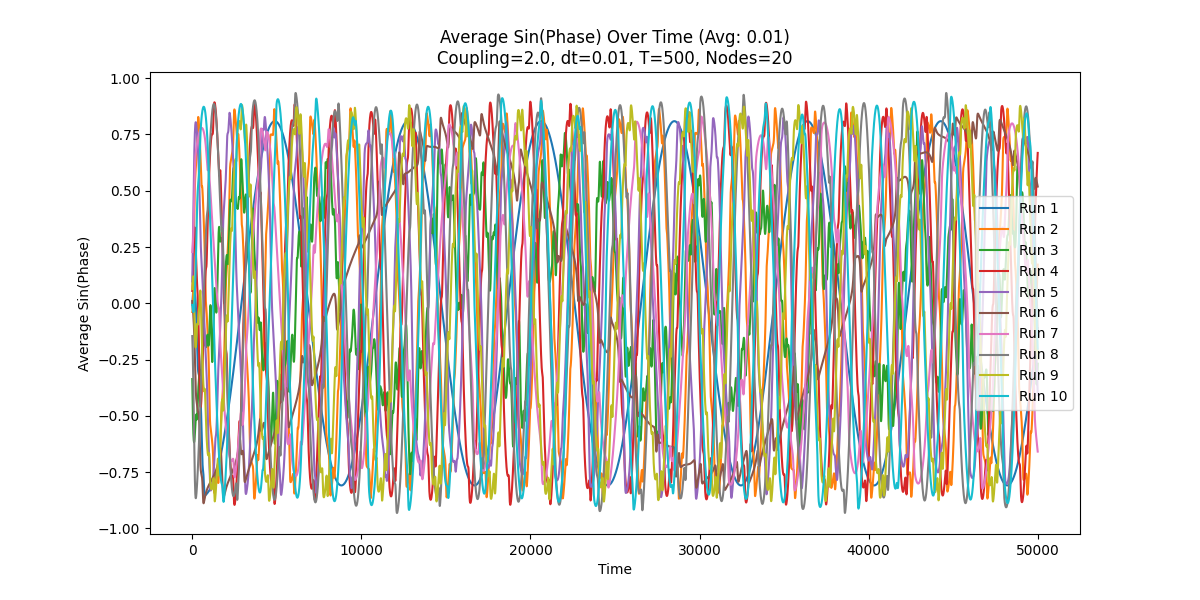 Average Sin(Phase) Over Time (Avg: 0.01)
Coupling=2.0, dt=0.01, T=500, Nodes=20
Average Sin(Phase)
1.00
0.75
0.50
0.25
0.00
−0.25
−0.50
−0.75
−1.00
Run 1
Run 2
Run 3
Run 4
Run 5
Run 6
Run 7
Run 8
Run 9
Run 10
0 10000 20000 30000 40000 50000
Time